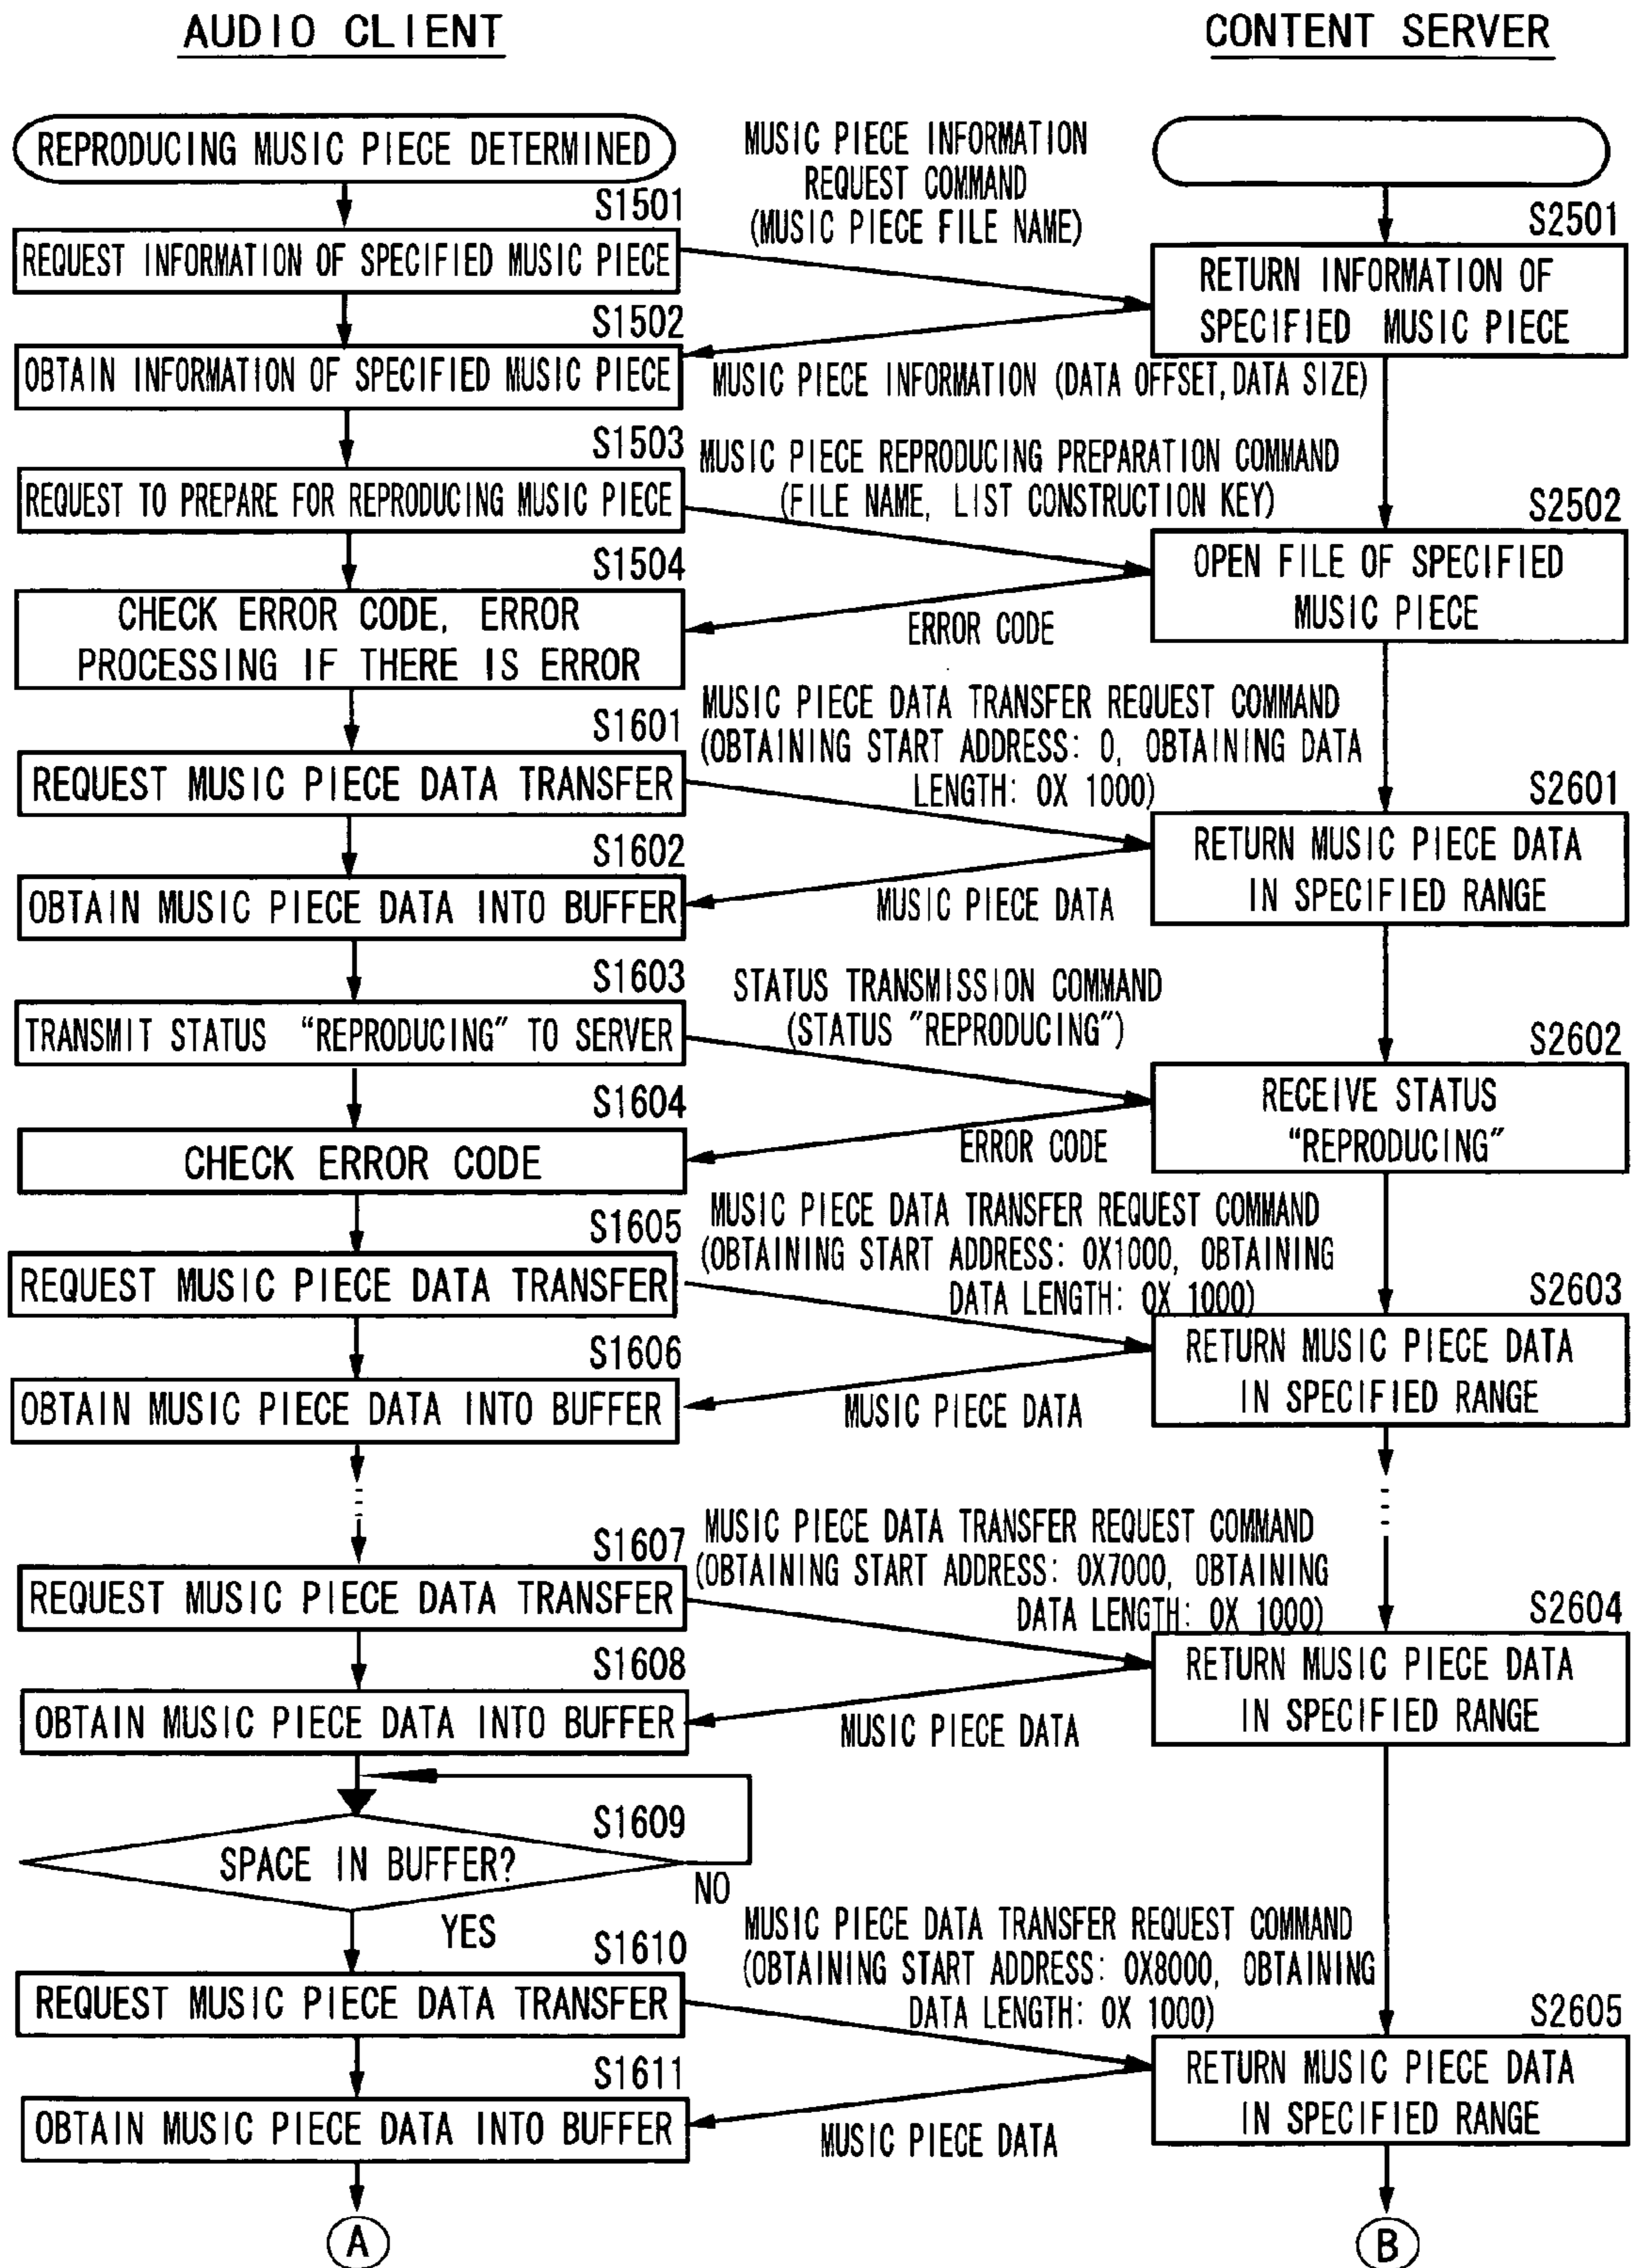 AUDIO CLIENT
CONTENT SERVER
REPRODUCING MUSIC PIECE DETERMINED
MUSIC PIECE INFORMATION
REQUEST COMMAND
(MUSIC PIECE FILE NAME)
S1501
S2501
REQUEST INFORMATION OF SPECIFIED MUSIC PIECE
RETURN INFORMATION OF
SPECIFIED MUSIC PIECE
S1502
OBTAIN INFORMATION OF SPECIFIED MUSIC PIECE
MUSIC PIECE INFORMATION (DATA OFFSET, DATA SIZE)
S1503
MUSIC PIECE REPRODUCING PREPARATION COMMAND
(FILE NAME, LIST CONSTRUCTION KEY)
REQUEST TO PREPARE FOR REPRODUCING MUSIC PIECE
S2502
OPEN FILE OF SPECIFIED
MUSIC PIECE
S1504
CHECK ERROR CODE, ERROR
PROCESSING IF THERE IS ERROR
ERROR CODE
S1601
MUSIC PIECE DATA TRANSFER REQUEST COMMAND
(OBTAINING START ADDRESS: 0, OBTAINING DATA
LENGTH: 0X 1000)
REQUEST MUSIC PIECE DATA TRANSFER
S2601
RETURN MUSIC PIECE DATA
IN SPECIFIED RANGE
S1602
OBTAIN MUSIC PIECE DATA INTO BUFFER
MUSIC PIECE DATA
S1603
STATUS TRANSMISSION COMMAND
(STATUS "REPRODUCING")
TRANSMIT STATUS "REPRODUCING" TO SERVER
S2602
RECEIVE STATUS
"REPRODUCING"
S1604
CHECK ERROR CODE
ERROR CODE
S1605
MUSIC PIECE DATA TRANSFER REQUEST COMMAND
(OBTAINING START ADDRESS: 0X1000, OBTAINING
DATA LENGTH: 0X 1000)
REQUEST MUSIC PIECE DATA TRANSFER
S2603
RETURN MUSIC PIECE DATA
IN SPECIFIED RANGE
S1606
OBTAIN MUSIC PIECE DATA INTO BUFFER
MUSIC PIECE DATA
S1607
MUSIC PIECE DATA TRANSFER REQUEST COMMAND
(OBTAINING START ADDRESS: 0X7000, OBTAINING
DATA LENGTH: 0X 1000)
REQUEST MUSIC PIECE DATA TRANSFER
S2604
RETURN MUSIC PIECE DATA
IN SPECIFIED RANGE
S1608
OBTAIN MUSIC PIECE DATA INTO BUFFER
MUSIC PIECE DATA
S1609
SPACE IN BUFFER?
NO
YES
S1610
MUSIC PIECE DATA TRANSFER REQUEST COMMAND
(OBTAINING START ADDRESS: 0X8000, OBTAINING
DATA LENGTH: 0X 1000)
REQUEST MUSIC PIECE DATA TRANSFER
S2605
RETURN MUSIC PIECE DATA
IN SPECIFIED RANGE
S1611
OBTAIN MUSIC PIECE DATA INTO BUFFER
MUSIC PIECE DATA
A
B